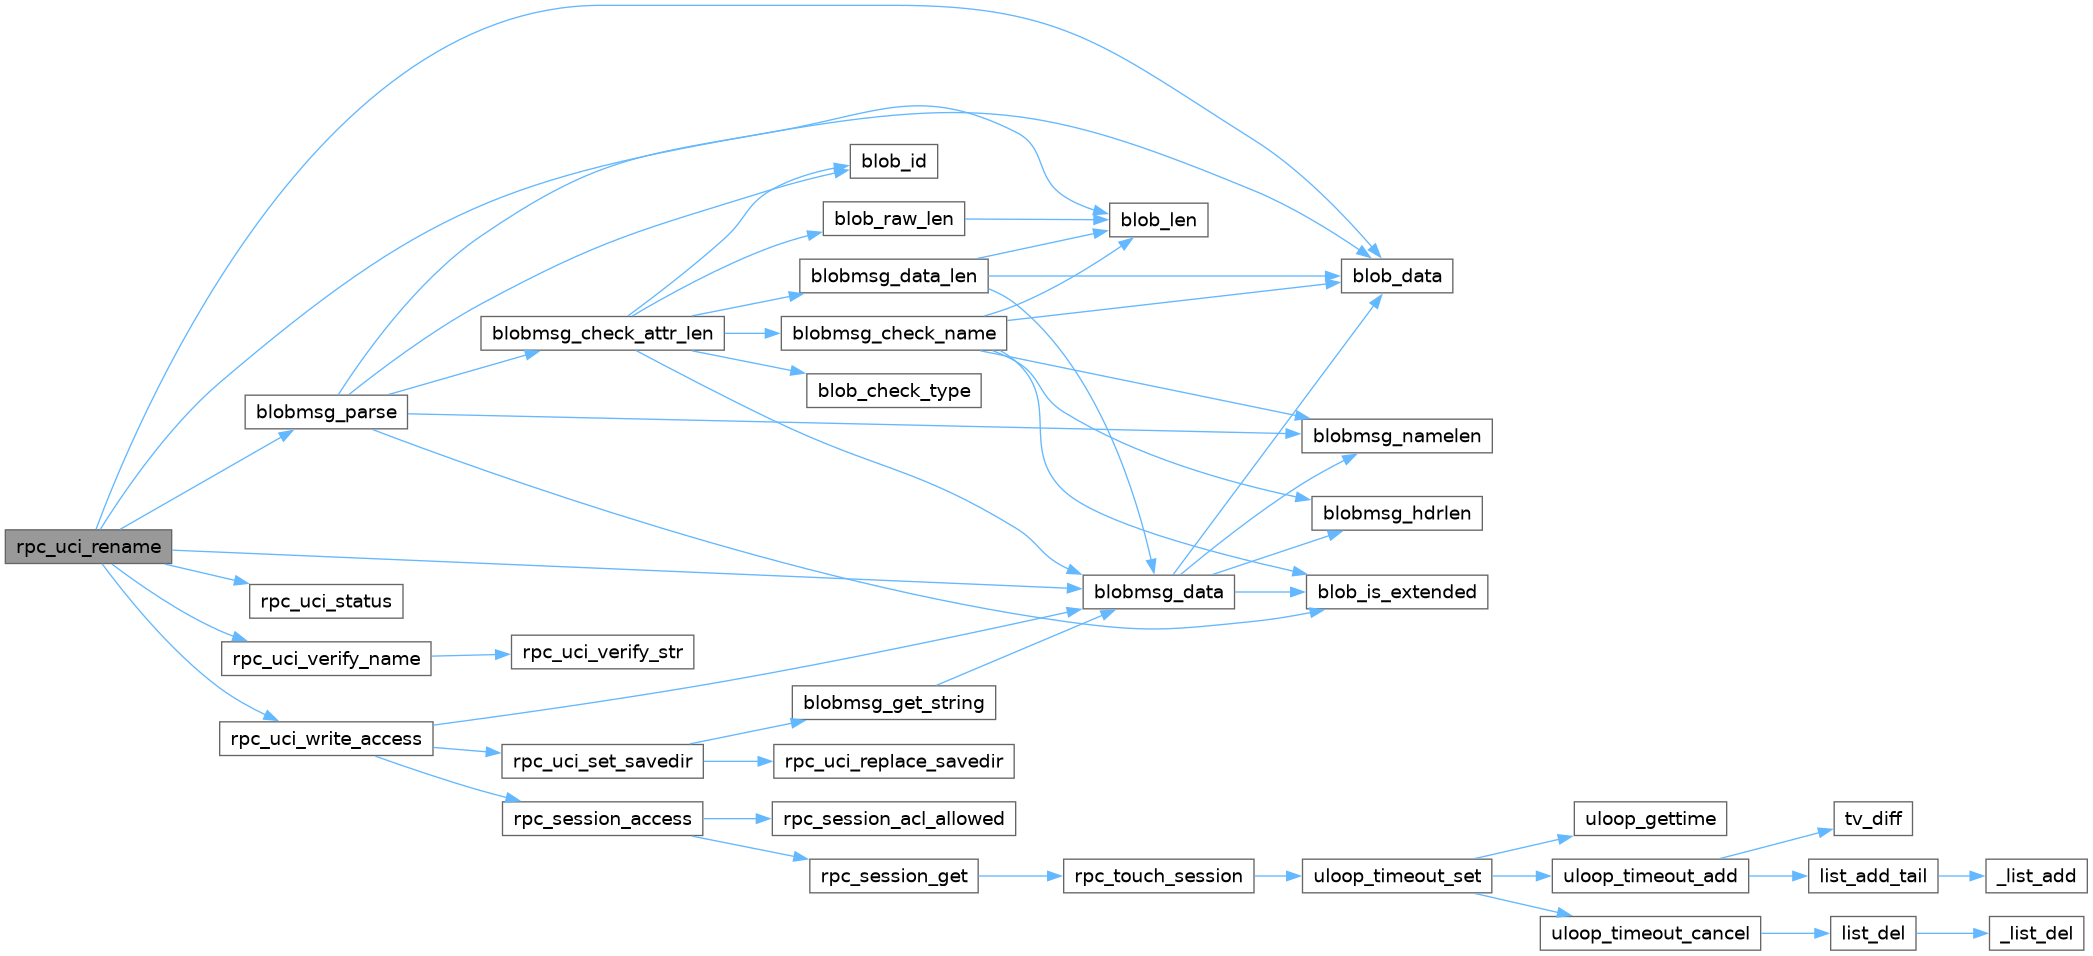 blob_id
blob_raw_len
blob_len
blobmsg_data_len
blob_data
blobmsg_check_attr_len
blobmsg_check_name
blob_check_type
blobmsg_parse
blobmsg_namelen
blobmsg_hdrlen
rpc_uci_rename
blobmsg_data
blob_is_extended
rpc_uci_status
rpc_uci_verify_name
rpc_uci_verify_str
blobmsg_get_string
rpc_uci_write_access
rpc_uci_set_savedir
rpc_uci_replace_savedir
rpc_session_access
rpc_session_acl_allowed
uloop_gettime
tv_diff
rpc_session_get
rpc_touch_session
uloop_timeout_set
uloop_timeout_add
list_add_tail
_list_add
uloop_timeout_cancel
list_del
_list_del